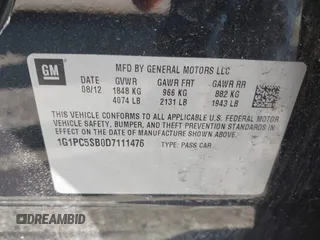 GM
MFD BY GENERAL MOTORS LLC
DATE GVWR GAWR FRT GAWR RR
08/12 1848 KG 966 KG 882 KG
4074 LB 2131 LB 1943 LB
THIS VEHICLE CONFORMS TO ALL APPLICABLE U.S. FEDERAL MOTOR
VEHICLE SAFETY, BUMPER, AND THEFT PREVENTION STANDARDS
IN EFFECT ON THE DATE OF MANUFACTURE SHOWN ABOVE.
1G1PC5SB0D7111476 TYPE: PASS CAR
DREAMBID